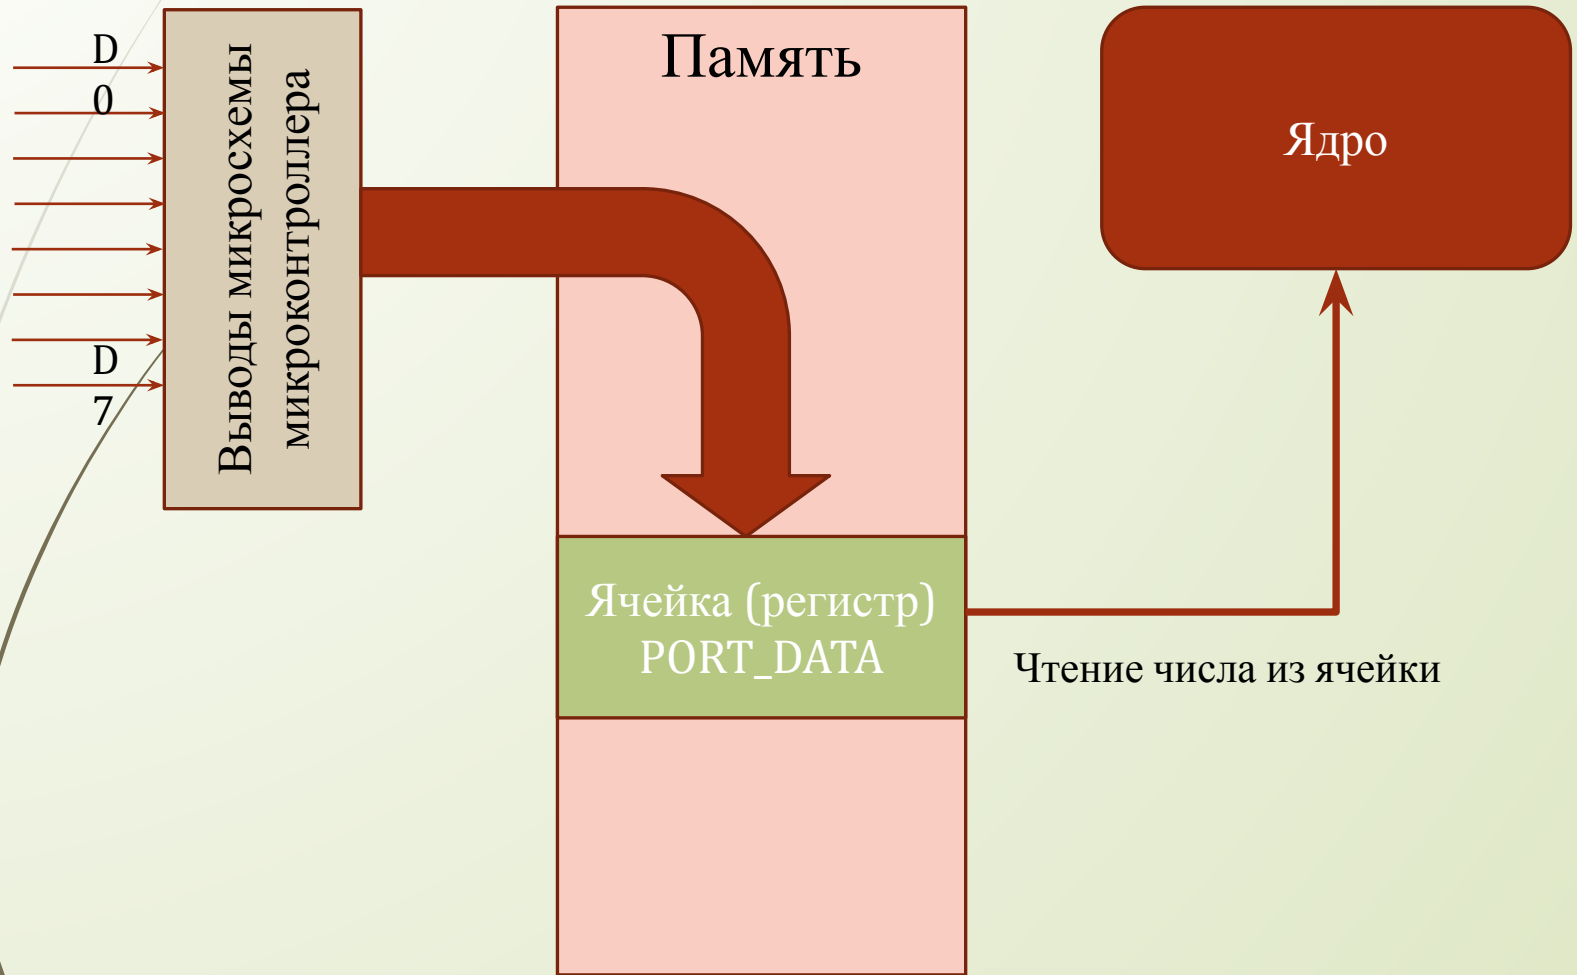 D
0
D
7
Выводы микросхемы
микроконтроллера
Память
Ядро
Ячейка (регистр)
PORT_DATA
Чтение числа из ячейки